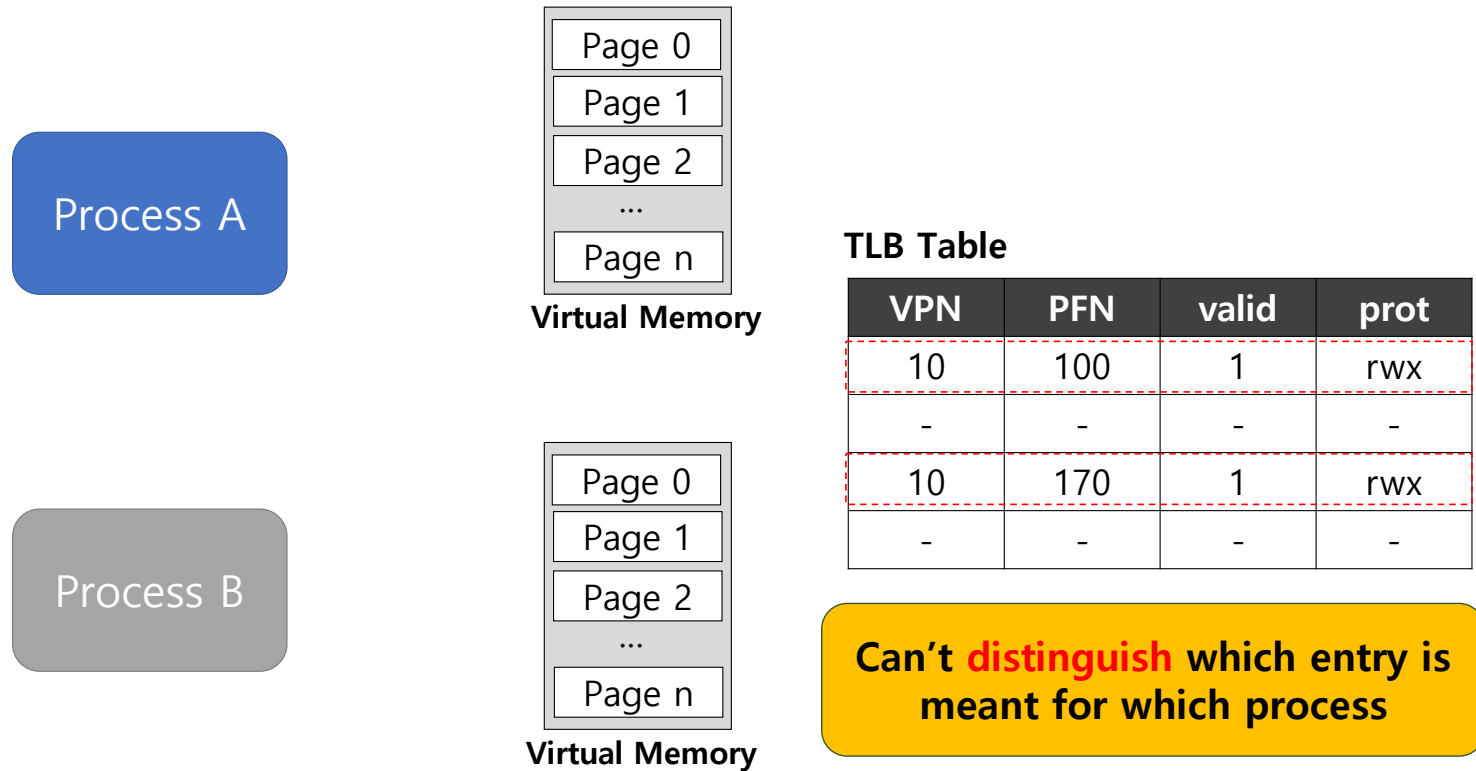 Process A
Page 0
Page 1
Page 2
...
Page n
Virtual Memory
Process B
Page 0
Page 1
Page 2
...
Page n
Virtual Memory
TLB Table
VPN PFN valid prot
10 100 1 rwx
- - - -
10 170 1 rwx
- - - -
Can’t distinguish which entry is
meant for which process